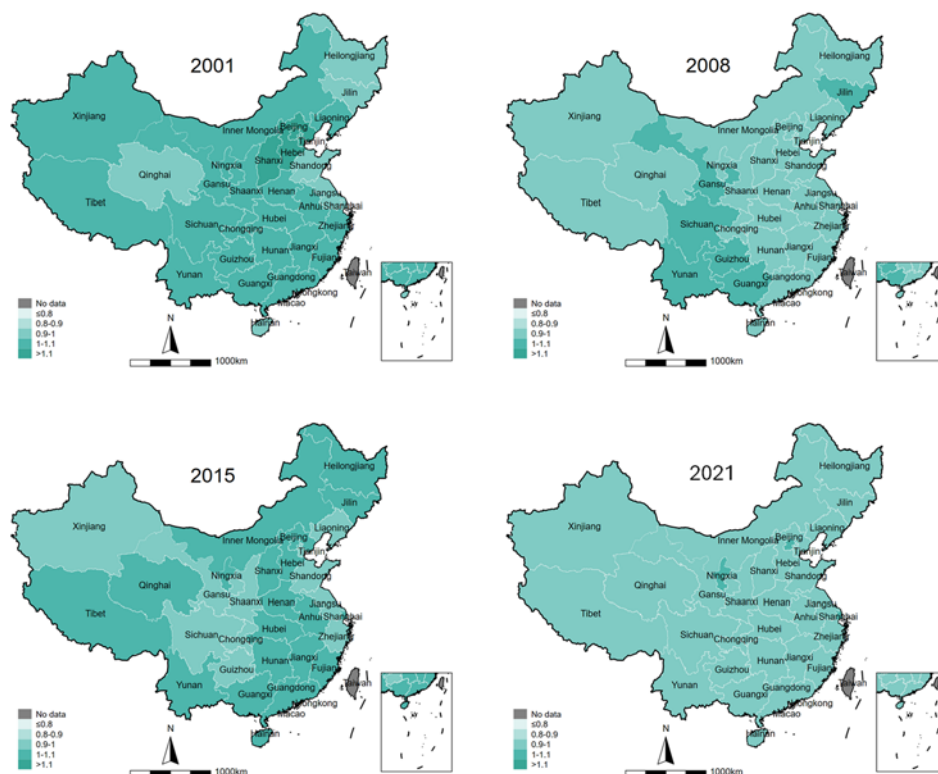 2001
Heilongjiang
Jilin
Xinjiang
Liaoning
Inner Mongolia
Beijing
Tianjin
Hebei
Shanxi
Ningxia
Shandong
Qinghai
Gansu
Shaanxi
Henan
Jiangsu
Tibet
Anhui
Shanghai
Hubei
Sichuan
Chongqing
Zhejian
Hunan
Jiangxi
Guizhou
Fujian
Yunan
Guangxi
Guangdong
Taiwan
Hongkong
Macao
Hainan
No data
≤0.8
0.8-0.9
0.9-1
1-1.1
>1.1
N
1000km
2008
Heilongjiang
Jilin
Xinjiang
Liaoning
Inner Mongolia
Beijing
Tianjin
Hebei
Shanxi
Ningxia
Shandong
Qinghai
Gansu
Shaanxi
Henan
Jiangsu
Tibet
Anhui
Shanghai
Hubei
Sichuan
Chongqing
Zhejian
Hunan
Jiangxi
Guizhou
Fujian
Yunan
Guangxi
Guangdong
Taiwan
Hongkong
Macao
Hainan
No data
≤0.8
0.8-0.9
0.9-1
1-1.1
>1.1
N
1000km
2015
Heilongjiang
Jilin
Xinjiang
Liaoning
Inner Mongolia
Beijing
Tianjin
Hebei
Shanxi
Ningxia
Shandong
Qinghai
Gansu
Shaanxi
Henan
Jiangsu
Tibet
Anhui
Shanghai
Hubei
Sichuan
Chongqing
Zhejian
Hunan
Jiangxi
Guizhou
Fujian
Yunan
Guangxi
Guangdong
Taiwan
Hongkong
Macao
Hainan
No data
≤0.8
0.8-0.9
0.9-1
1-1.1
>1.1
N
1000km
2021
Heilongjiang
Jilin
Xinjiang
Liaoning
Inner Mongolia
Beijing
Tianjin
Hebei
Shanxi
Ningxia
Shandong
Qinghai
Gansu
Shaanxi
Henan
Jiangsu
Tibet
Anhui
Shanghai
Hubei
Sichuan
Chongqing
Zhejian
Hunan
Jiangxi
Guizhou
Fujian
Yunan
Guangxi
Guangdong
Taiwan
Hongkong
Macao
Hainan
No data
≤0.8
0.8-0.9
0.9-1
1-1.1
>1.1
N
1000km